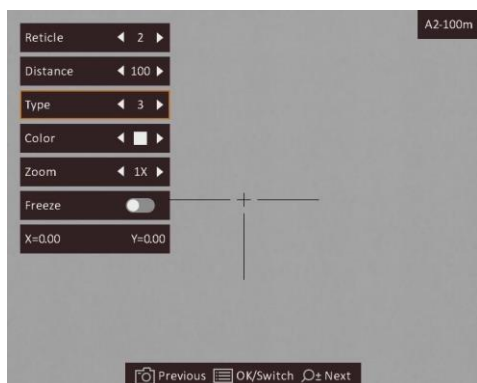 A2-100m
Reticle 2
Distance 100
Type 3
Color
Zoom 1X
Freeze
X=0.00 Y=0.00
Previous OK/Switch Next